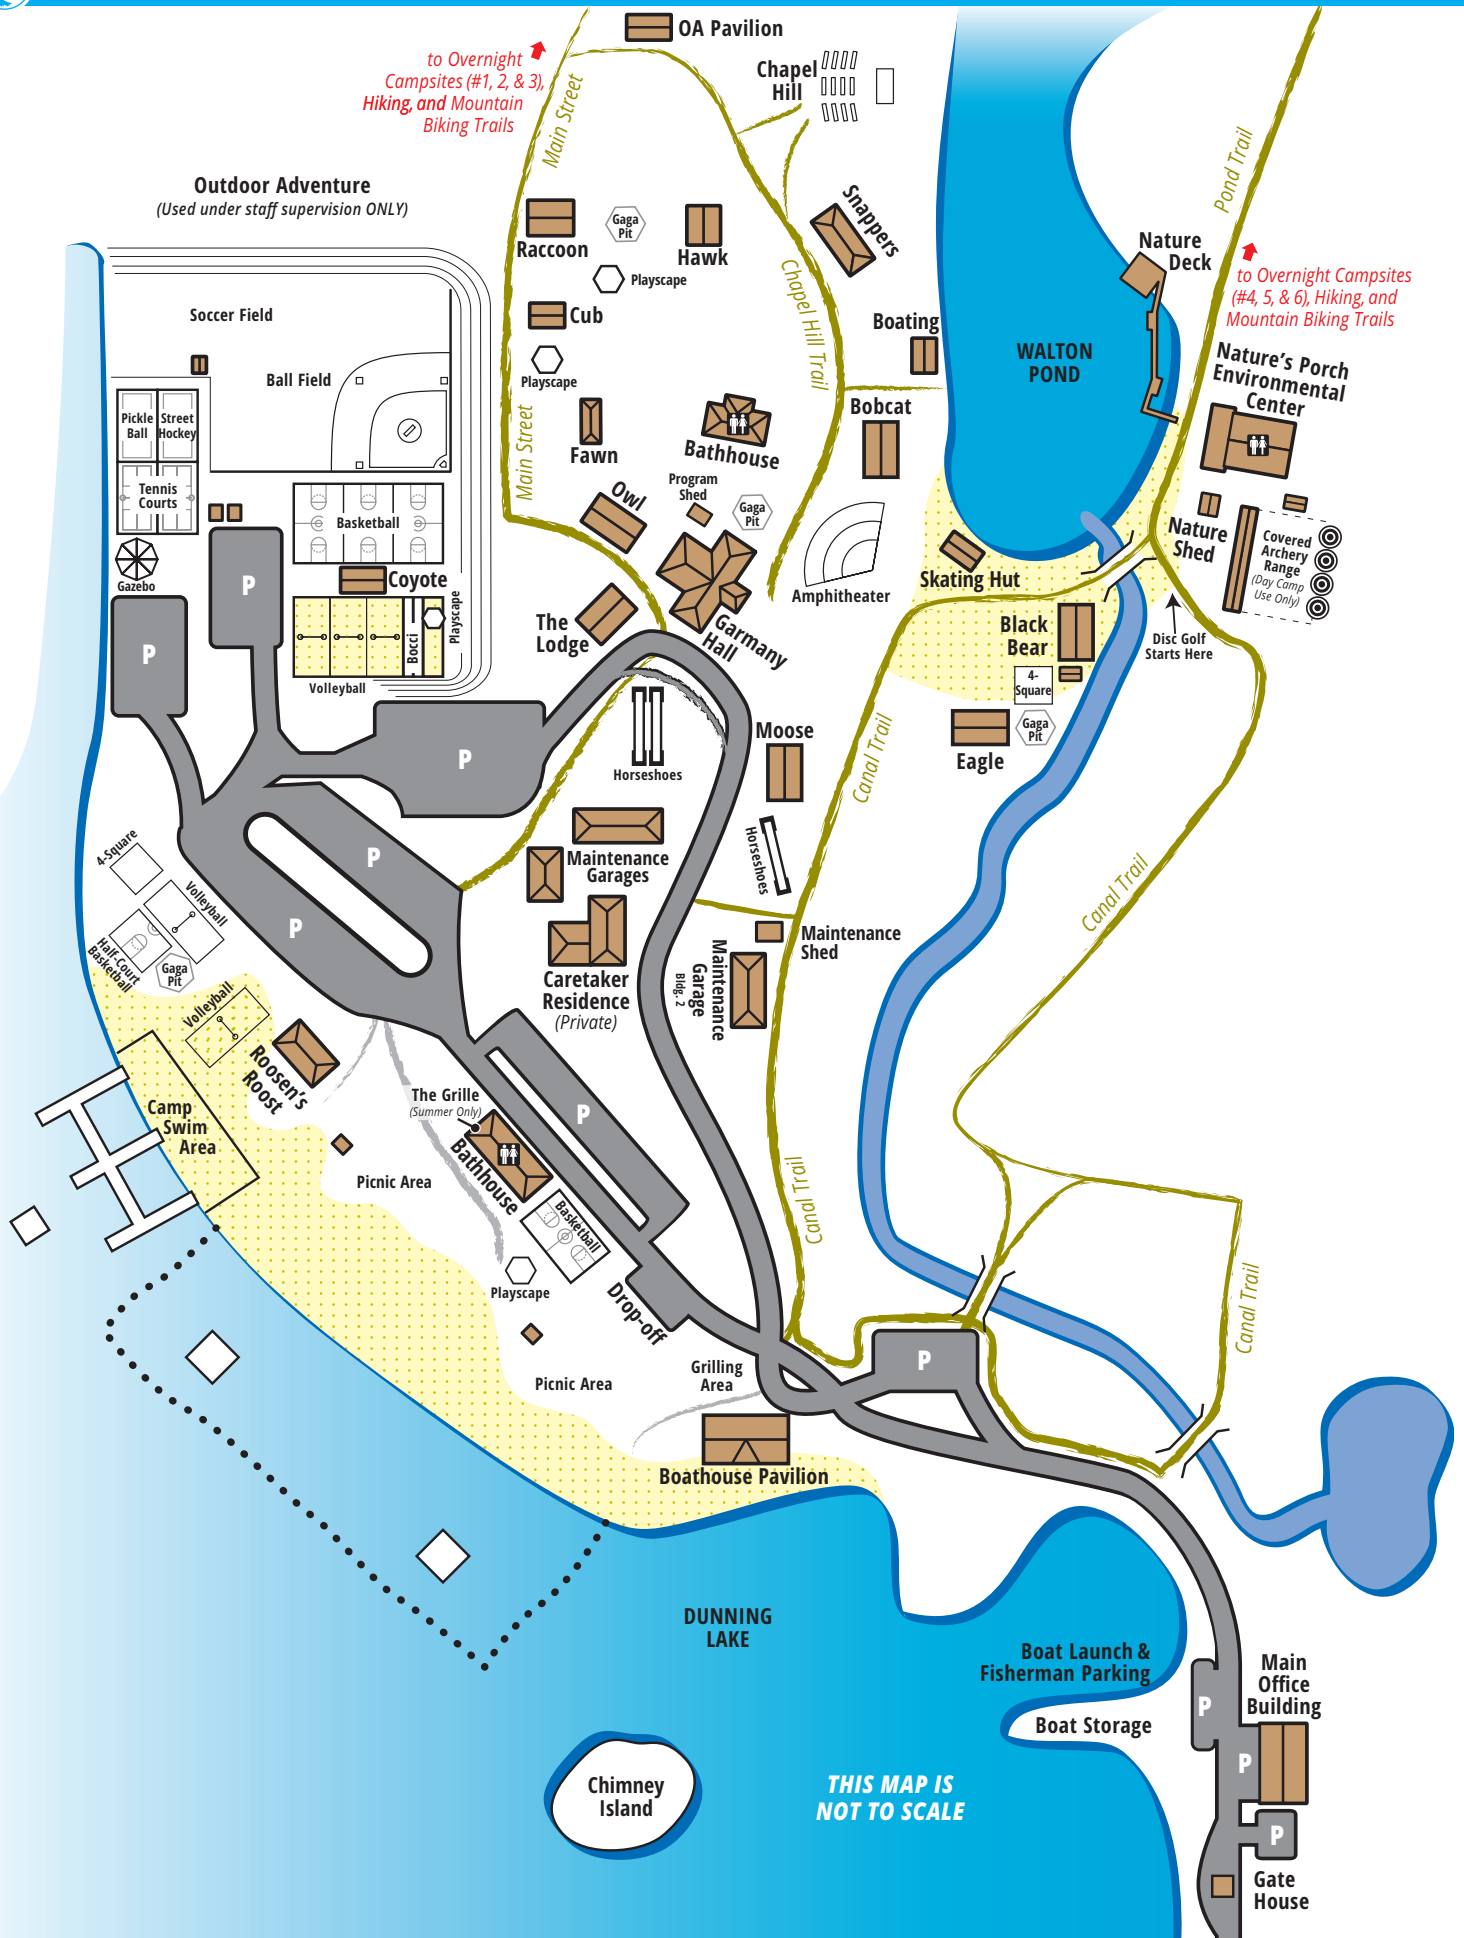 OA Pavilion
to Overnight
Campsites (#1, 2, & 3),
Hiking, and Mountain
Biking Trails
Main Street
Chapel
Hill
Pond Trail
Outdoor Adventure
(Used under staff supervision ONLY)
Raccoon
Gaga
Pit
Hawk
Snappers
Playscape
Nature
Deck
to Overnight Campsites
(#4, 5, & 6), Hiking, and
Mountain Biking Trails
Soccer Field
Cub
Chapel Hill Trail
Boating
WALTON
POND
Nature's Porch
Environmental
Center
Ball Field
Playscape
Pickle
Ball
Street
Hockey
Main Street
Fawn
Bathhouse
Bobcat
Tennis
Courts
Basketball
Owl
Program
Shed
Gaga
Pit
Nature
Shed
Covered
Archery
Range
(Day Camp
Use Only)
Gazebo
P
Coyote
Playscape
Bocci
Volleyball
The
Lodge
Garmany
Hall
Amphitheater
Skating Hut
Black
Bear
Disc Golf
Starts Here
4-
Square
P
P
Horseshoes
Moose
Canal Trail
Eagle
Gaga
Pit
4-Square
Volleyball
Half-Court
Basketball
Gaga
Pit
P
P
Maintenance
Garages
Horseshoes
Canal Trail
Caretaker
Residence
(Private)
Maintenance
Shed
Maintenance
Garage
Bldg. 2
Volleyball
Roosen's
Roost
Camp
Swim
Area
The Grille
(Summer Only)
Bathhouse
P
Picnic Area
Basketball
Canal Trail
Playscape
Drop-off
Canal Trail
Picnic Area
Grilling
Area
P
Boathouse Pavilion
DUNNING
LAKE
Boat Launch &
Fisherman Parking
Boat Storage
P
Main
Office
Building
P
Chimney
Island
THIS MAP IS
NOT TO SCALE
P
Gate
House